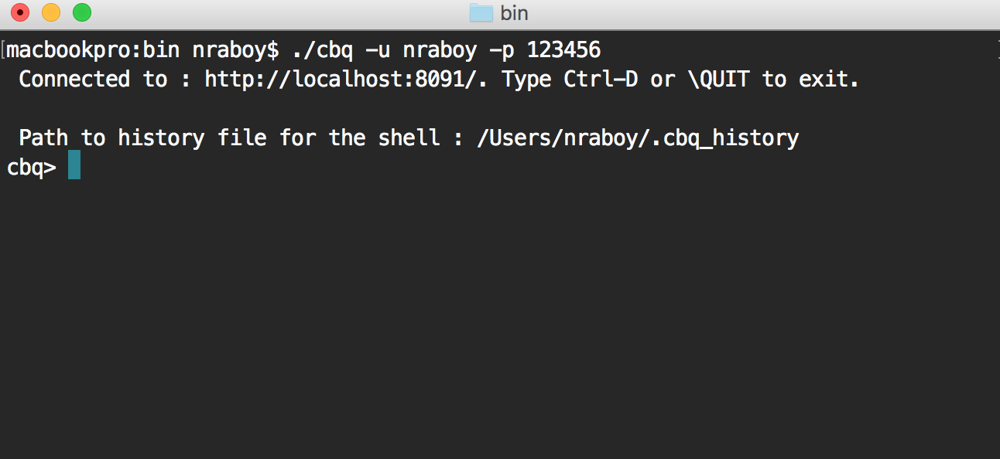 bin
[macbookpro:bin nraboy$ ./cbq -u nraboy -p 123456
Connected to : http://localhost:8091/. Type Ctrl-D or \QUIT to exit.
Path to history file for the shell : /Users/nraboy/.cbq_history
cbq>